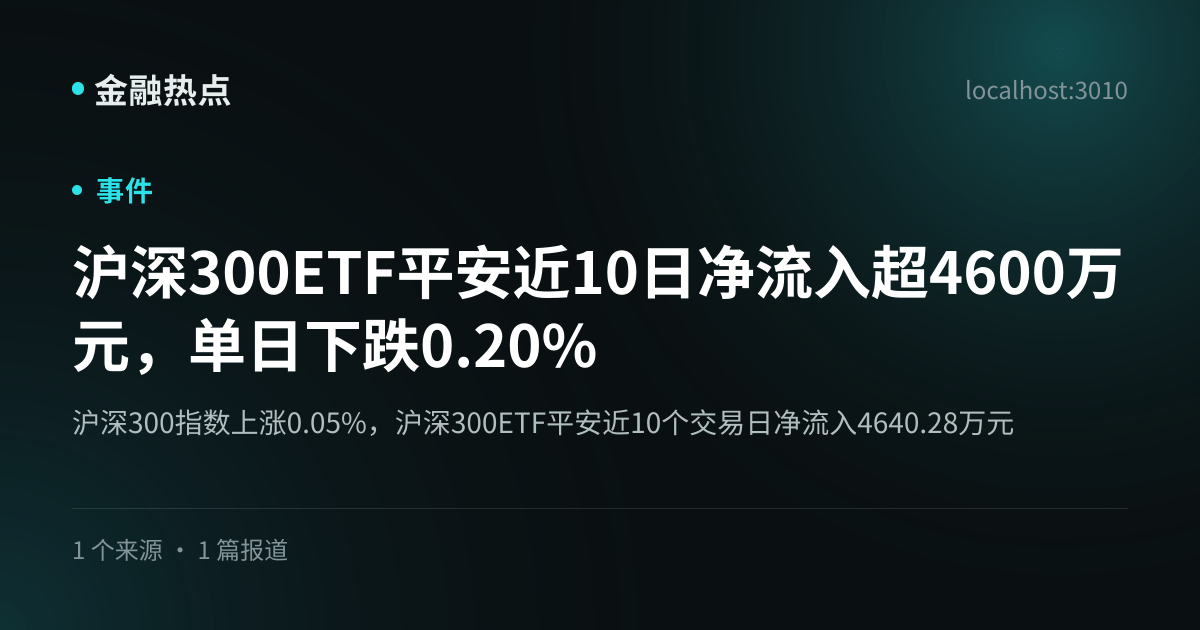 金融热点
localhost:3010
事件
沪深300ETF平安近10日净流入超4600万
元，单日下跌0.20%
沪深300指数上涨0.05%，沪深300ETF平安近10个交易日净流入4640.28万元
1 个来源 · 1 篇报道